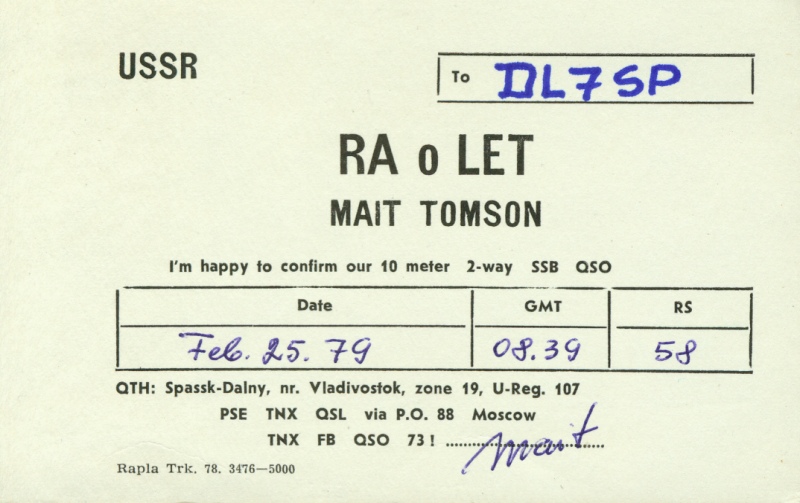 USSR
To DL7SP
RA o LET
MAIT TOMSON
I'm happy to confirm our 10 meter 2-way SSB QSO
Date GMT RS
Feb. 25. 79 08.39 58
QTH: Spassk-Dalny, nr. Vladivostok, zone 19, U-Reg. 107
PSE TNX QSL via P.O. 88 Moscow
TNX FB QSO 73! Mait
Rapla Trk. 78. 3476—5000